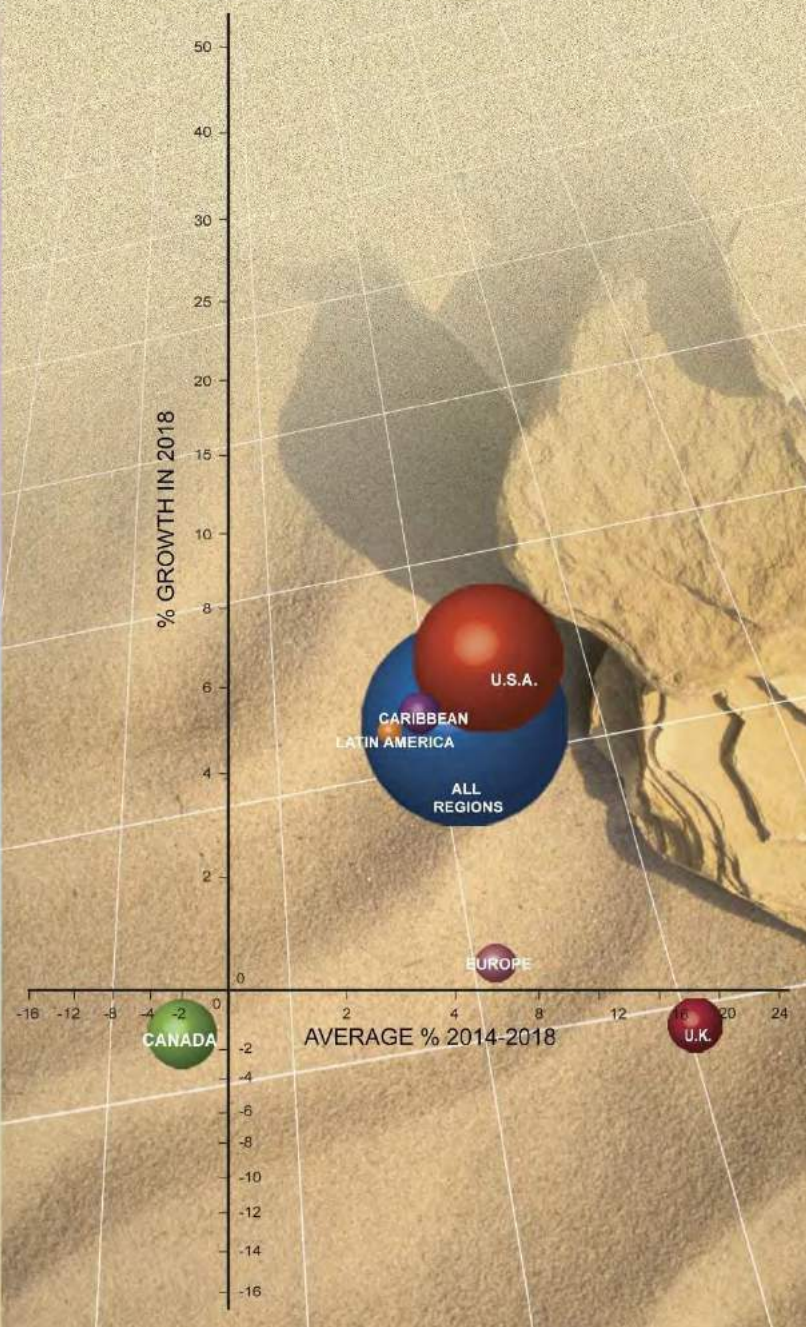 50
40
30
25
20
15
10
8
6
4
2
0
% GROWTH IN 2018
U.S.A.
CARIBBEAN
LATIN AMERICA
ALL
REGIONS
EUROPE
-16 -12 -8 -4 -2 0 2 4 8 12 16 20 24
CANADA
AVERAGE % 2014-2018
U.K.
-2
-4
-6
-8
-10
-12
-14
-16